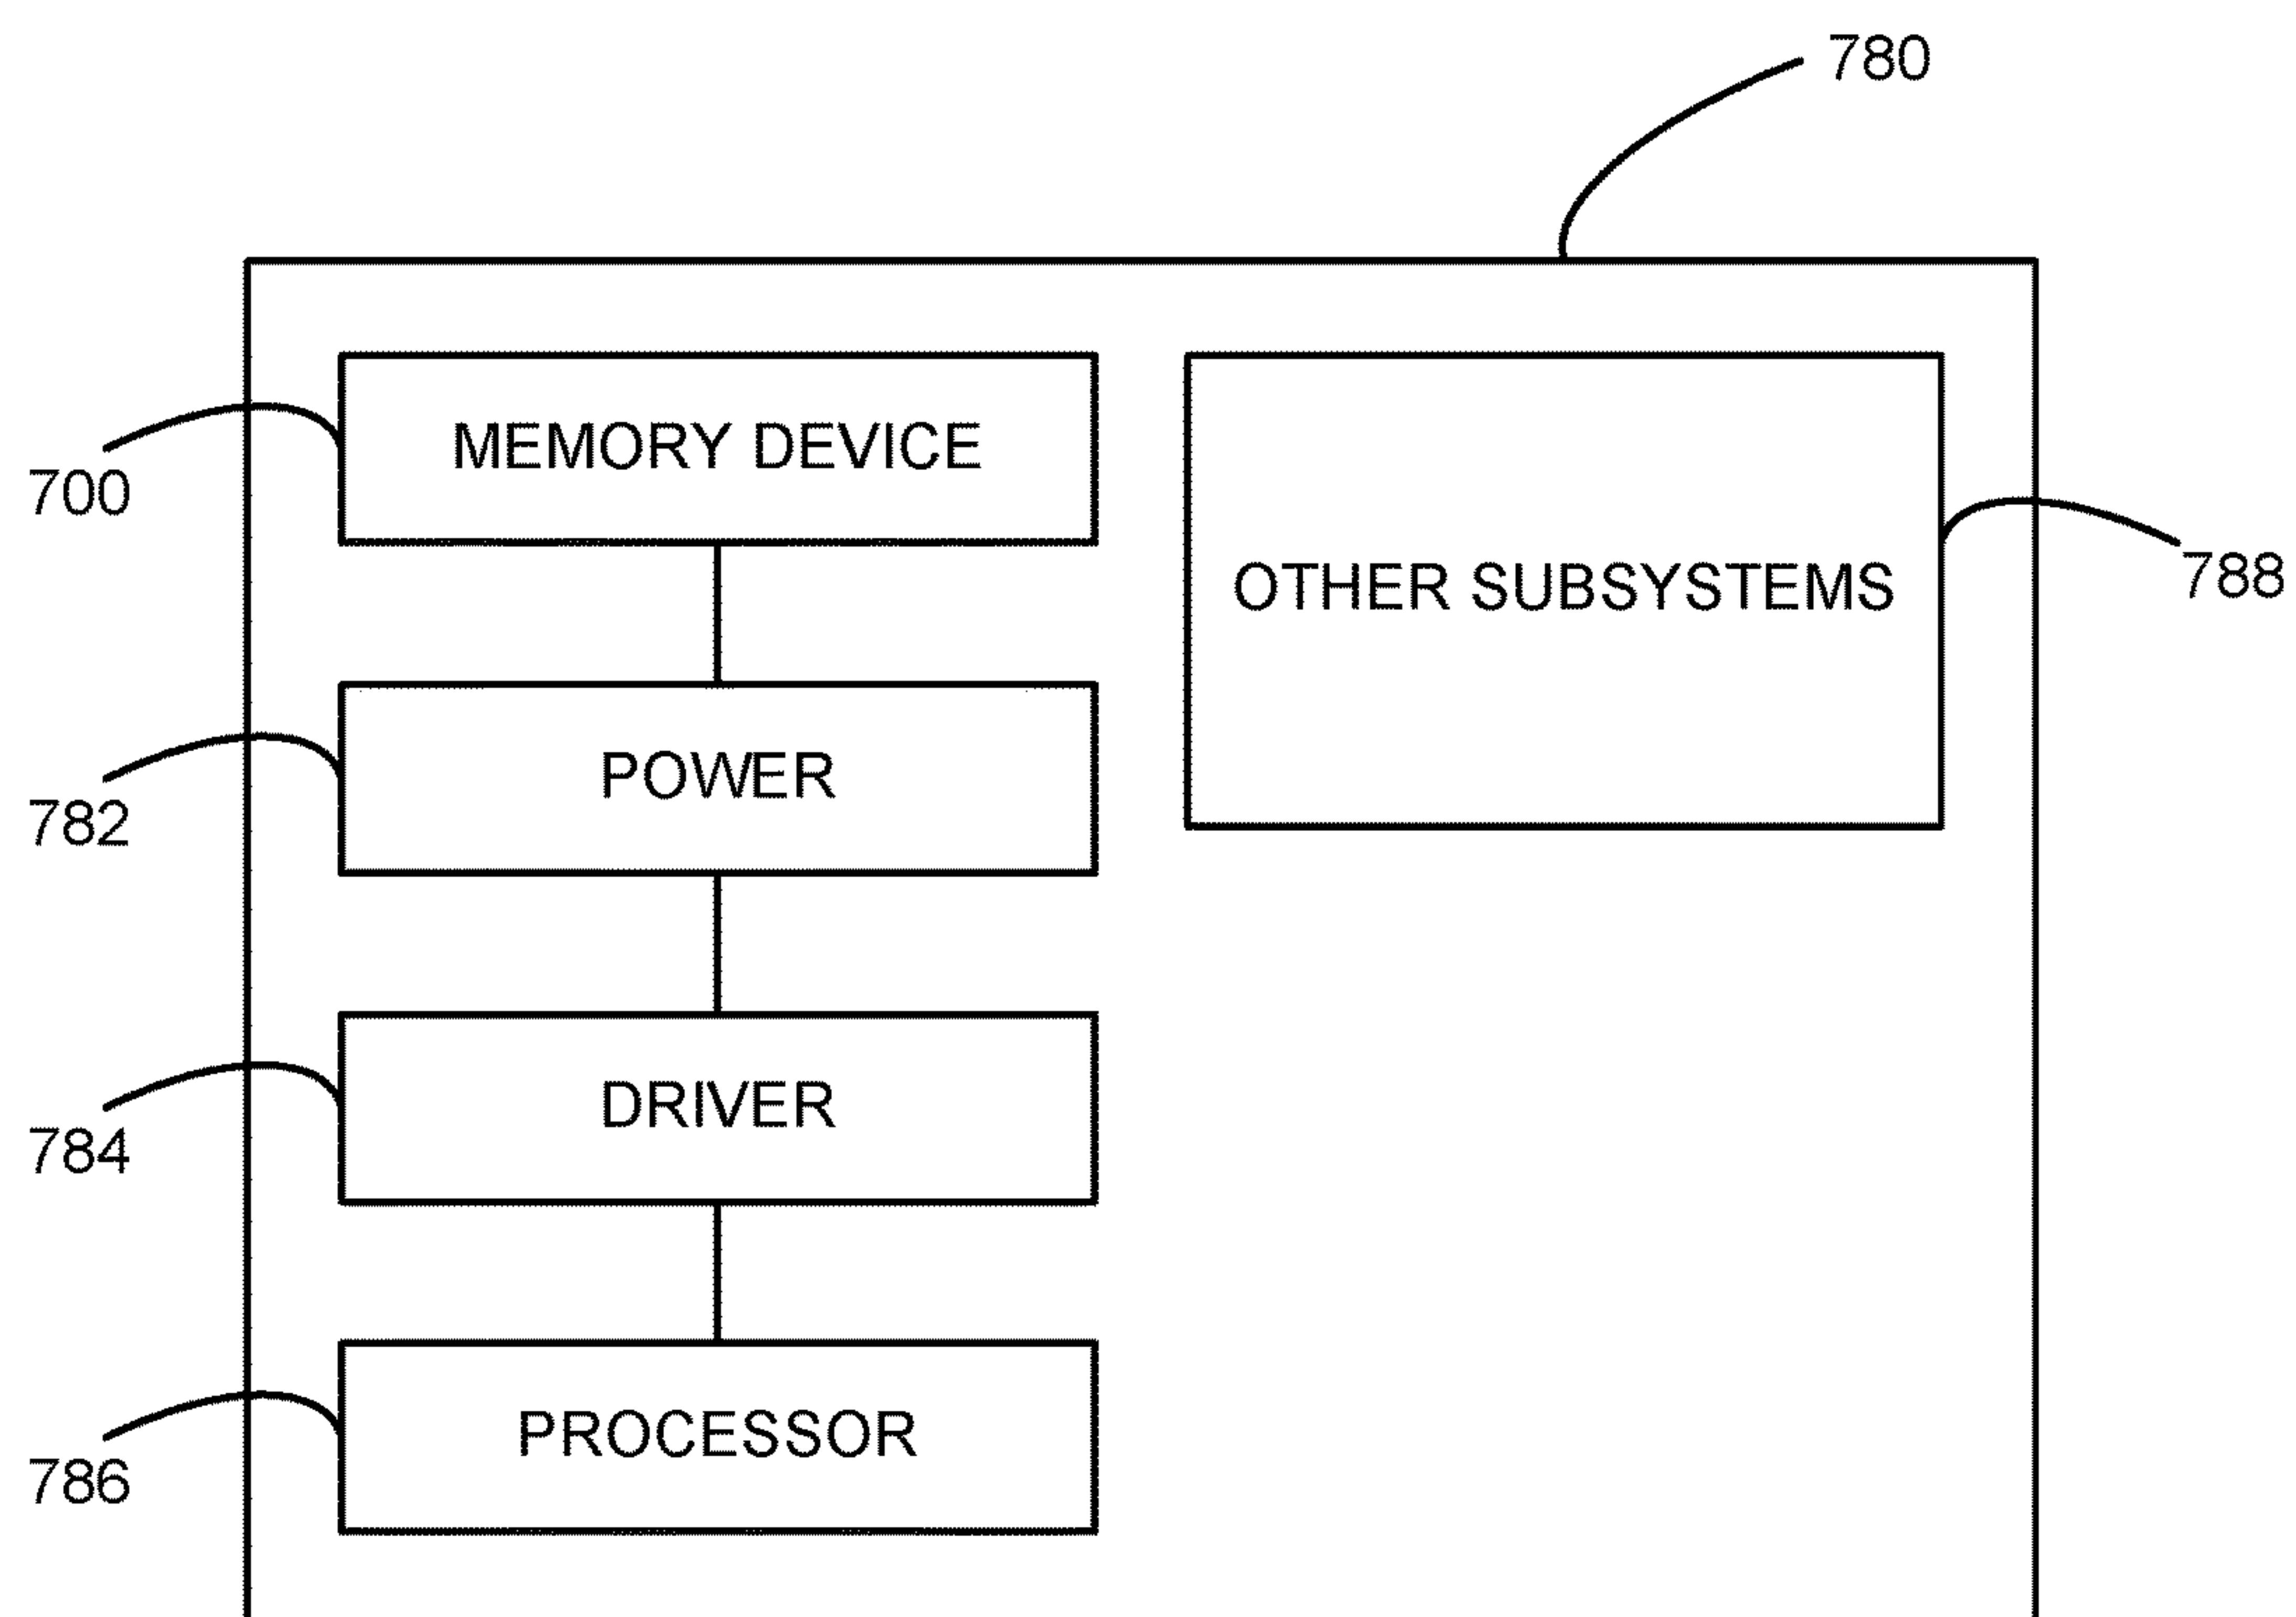 780
MEMORY DEVICE
700
OTHER SUBSYSTEMS
788
POWER
782
DRIVER
784
PROCESSOR
786